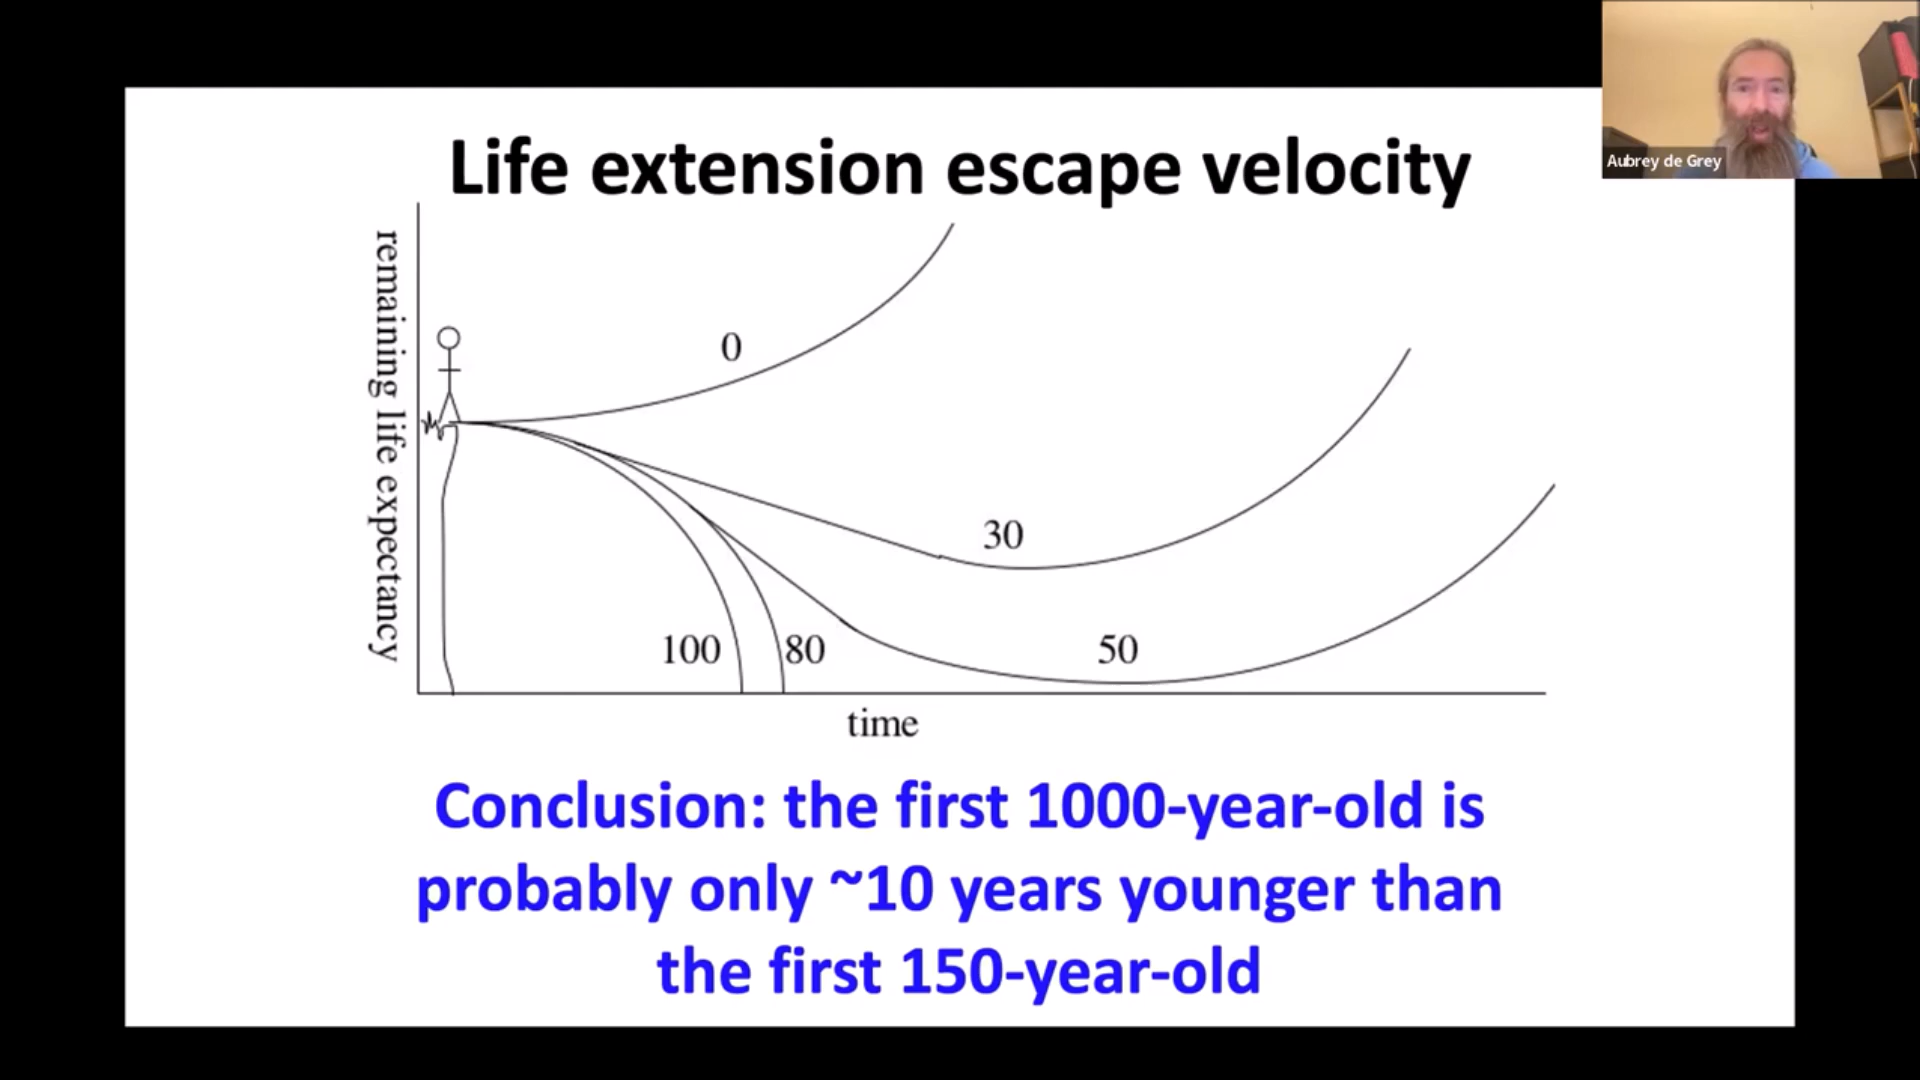 Life extension escape velocity
Aubrey de Grey
remaining life expectancy
0
30
100
80
50
time
Conclusion: the first 1000-year-old is
probably only ~10 years younger than
the first 150-year-old